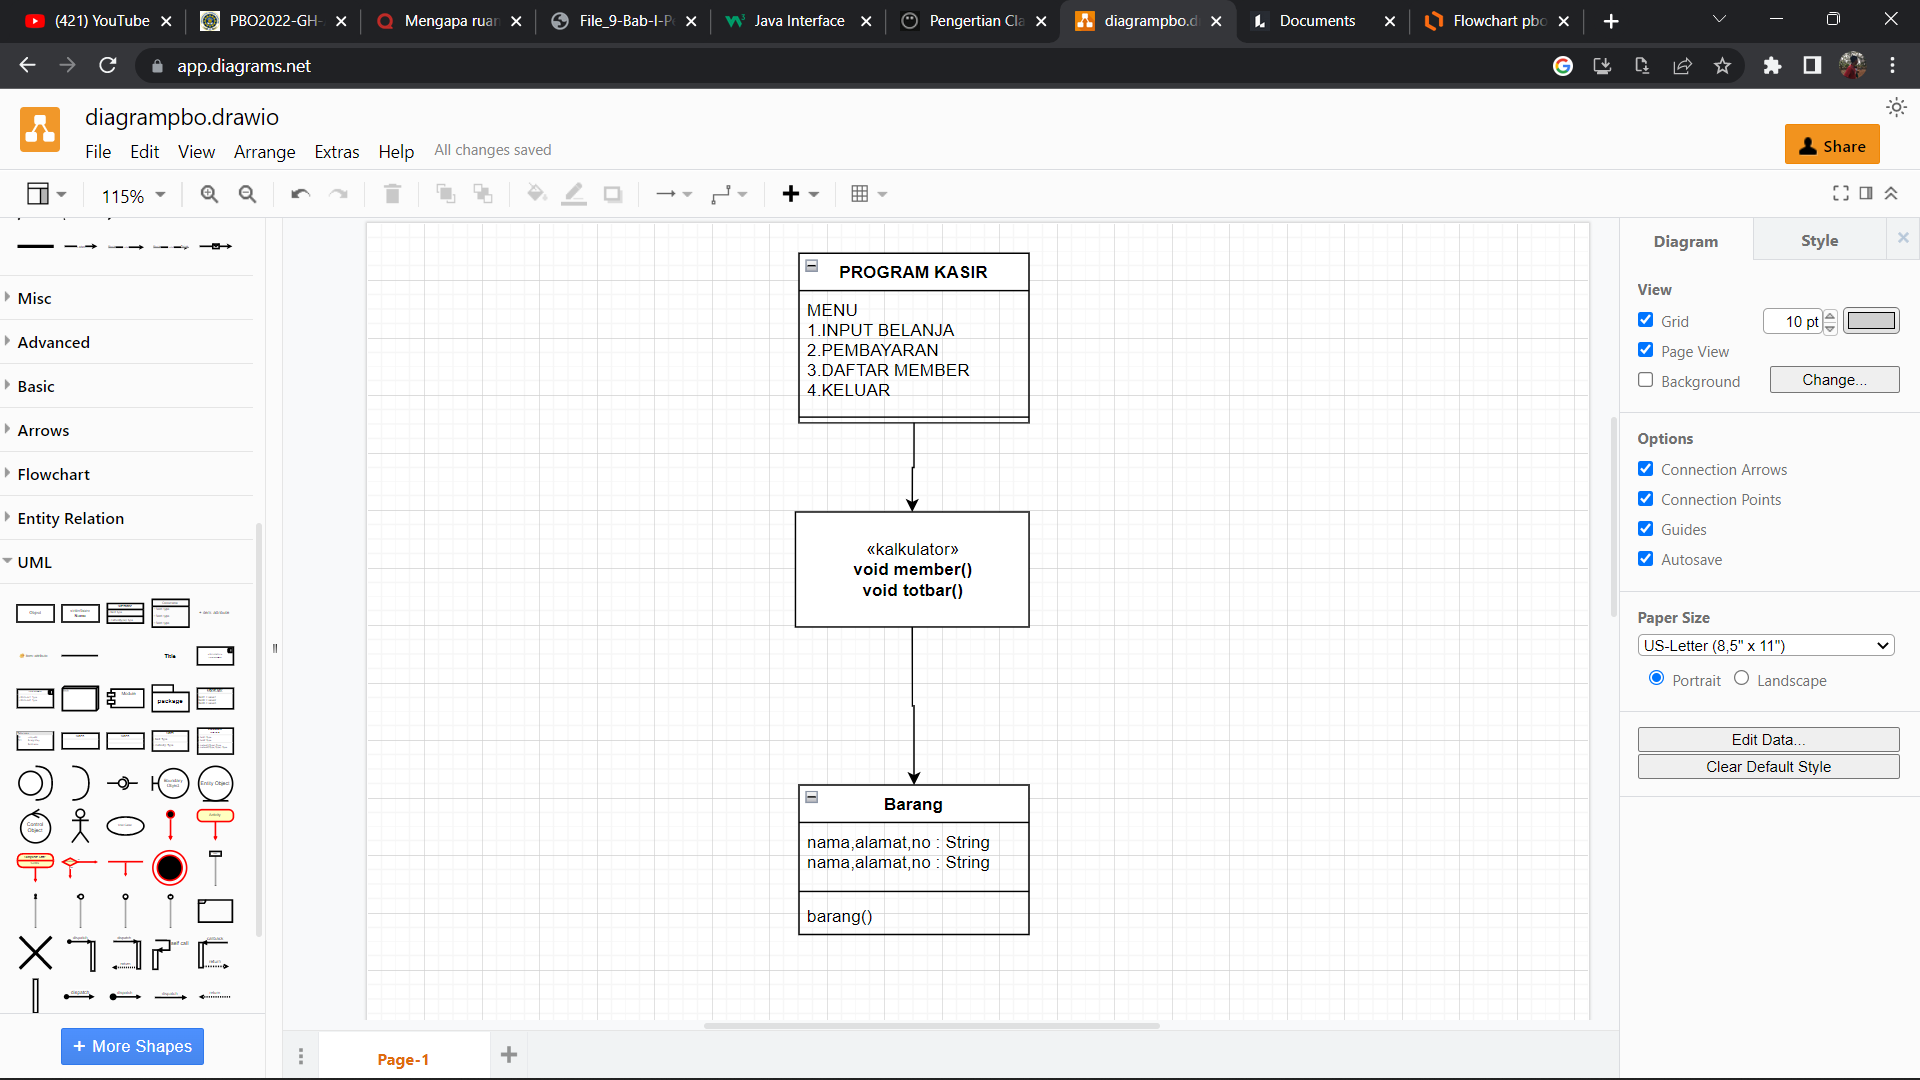 (421) YouTube
PBO2022-GH-
Mengapa ruan
File_9-Bab-I-P
Java Interface
Pengertian Cla
diagrampbo.d
Documents
Flowchart pbo
app.diagrams.net
diagrampbo.drawio
File Edit View Arrange Extras Help All changes saved
Share
115%
Misc
Advanced
Basic
Arrows
Flowchart
Entity Relation
UML
Title
package
+ More Shapes
PROGRAM KASIR
MENU
1.INPUT BELANJA
2.PEMBAYARAN
3.DAFTAR MEMBER
4.KELUAR
«kalkulator»
void member()
void totbar()
Barang
nama,alamat,no : String
nama,alamat,no : String
barang()
Page-1
Diagram
Style
View
Grid
10 pt
Page View
Background
Change...
Options
Connection Arrows
Connection Points
Guides
Autosave
Paper Size
US-Letter (8,5" x 11")
Portrait
Landscape
Edit Data...
Clear Default Style